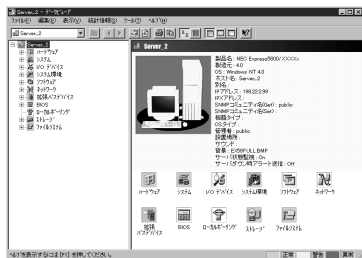 Server_2 - データビューア
ファイル(F) 編集(E) 表示(V) 統計情報(S) ツール(T) ヘルプ(H)
Server_2
Server_2
ハードウェア
システム
I/O デバイス
システム環境
ソフトウェア
ネットワーク
拡張バスデバイス
BIOS
ローカルポーリング
ストレージ
ファイルシステム
Server_2
製品名 : NEC Express5800/XXXXx
製造元 : 4.0
OS : Windows NT 4.0
ホスト名 : Server_2
別名 :
IPアドレス : 198.22.2.99
IPXアドレス :
SNMPコミュニティ名(Get) : public
SNMPコミュニティ名(Set) :
機種タイプ :
OSタイプ :
管理者 : public
設置場所 :
サウンド :
背景 : EX58FULL.BMP
サーバ状態監視 : On
サーバダウン時アラート送信 : Off
ハードウェア システム I/O デバイス システム環境 ソフトウェア ネットワーク
拡張バスデバイス BIOS ローカルポーリング ストレージ ファイルシステム
ヘルプを表示するには [F1] を押してください。
正常 警告 異常